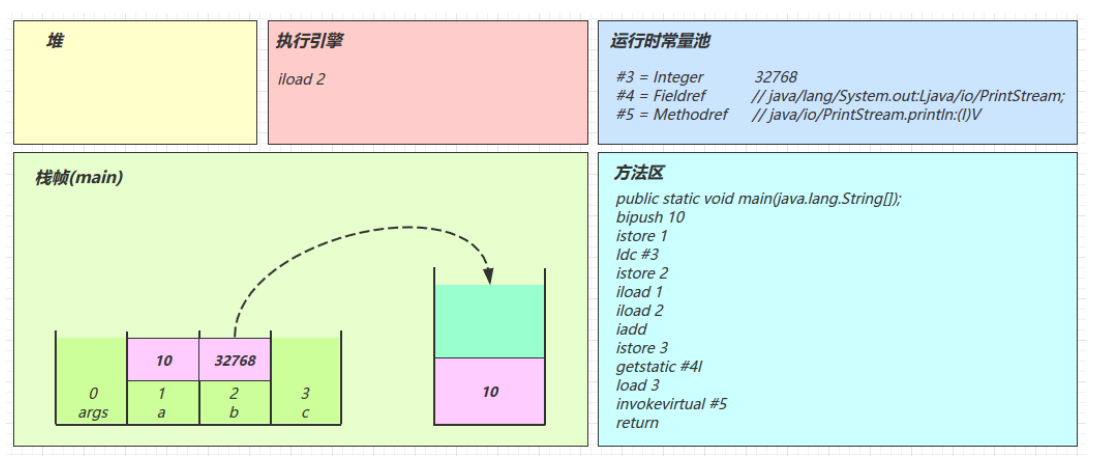 堆
执行引擎
iload 2
运行时常量池
#3 = Integer 32768
#4 = Fieldref // java/lang/System.out:Ljava/io/PrintStream;
#5 = Methodref // java/io/PrintStream.println:(I)V
栈帧(main)
10 32768
0 1 2 3
args a b c
10
方法区
public static void main(java.lang.String[]);
bipush 10
istore 1
ldc #3
istore 2
iload 1
iload 2
iadd
istore 3
getstatic #4I
load 3
invokevirtual #5
return